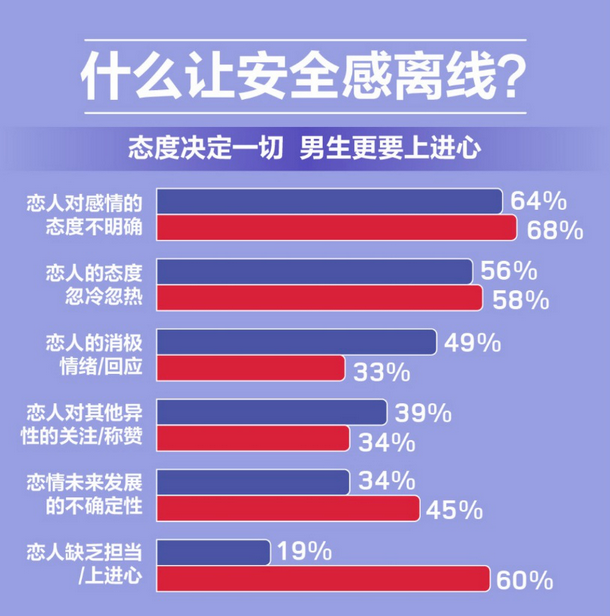 什么让安全感离线?
态度决定一切 男生更要上进心
恋人对感情的
态度不明确
64%
68%
恋人的态度
忽冷忽热
56%
58%
恋人的消极
情绪/回应
49%
33%
恋人对其他异
性的关注/称赞
39%
34%
恋情未来发展
的不确定性
34%
45%
恋人缺乏担当
/上进心
19%
60%